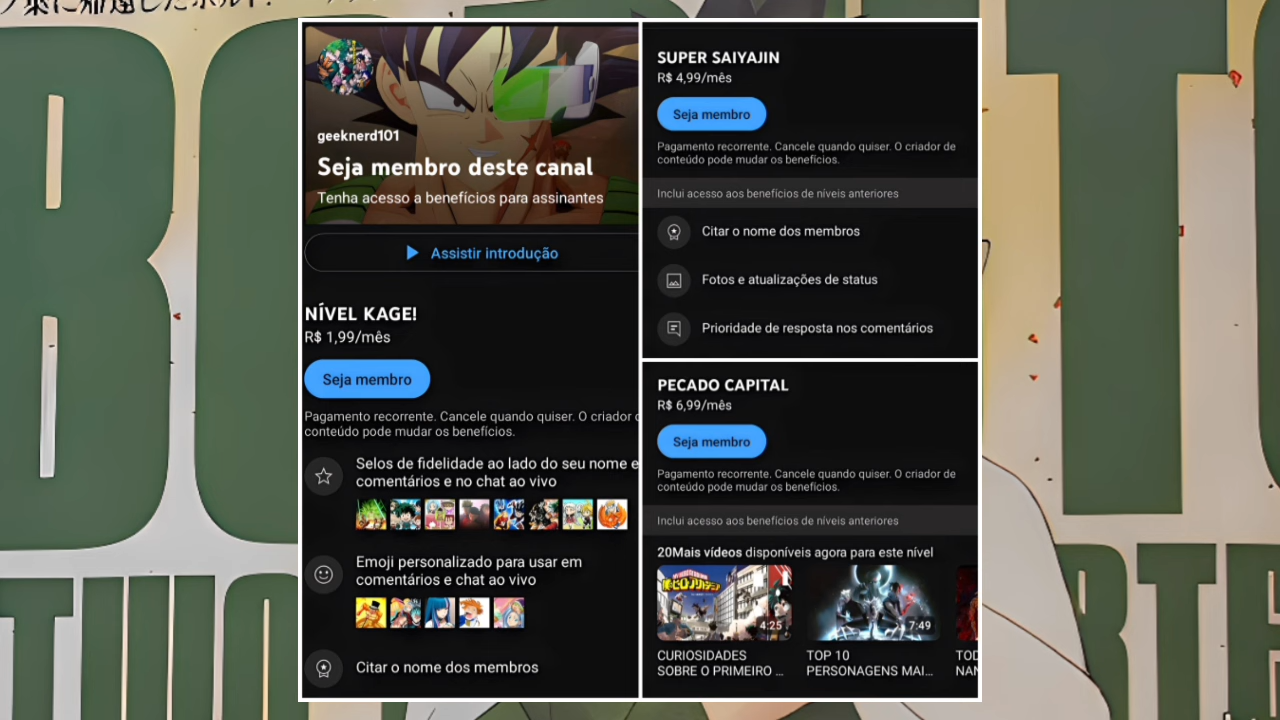 BORUTO
TWO
geeknerd101
Seja membro deste canal
Tenha acesso a benefícios para assinantes
Assistir introdução
NÍVEL KAGE!
R$ 1,99/mês
Seja membro
Pagamento recorrente. Cancele quando quiser. O criador
conteúdo pode mudar os benefícios.
Selos de fidelidade ao lado do seu nome e
comentários e no chat ao vivo
Emoji personalizado para usar em
comentários e chat ao vivo
Citar o nome dos membros
SUPER SAIYAJIN
R$ 4,99/mês
Seja membro
Pagamento recorrente. Cancele quando quiser. O criador de
conteúdo pode mudar os benefícios.
Inclui acesso aos benefícios de níveis anteriores
Citar o nome dos membros
Fotos e atualizações de status
Prioridade de resposta nos comentários
PECADO CAPITAL
R$ 6,99/mês
Seja membro
Pagamento recorrente. Cancele quando quiser. O criador de
conteúdo pode mudar os benefícios.
Inclui acesso aos benefícios de níveis anteriores
20Mais vídeos disponíveis agora para este nível
4:25
7:49
CURIOSIDADES
SOBRE O PRIMEIRO ...
TOP 10
PERSONAGENS MAI...
TOD
NAN